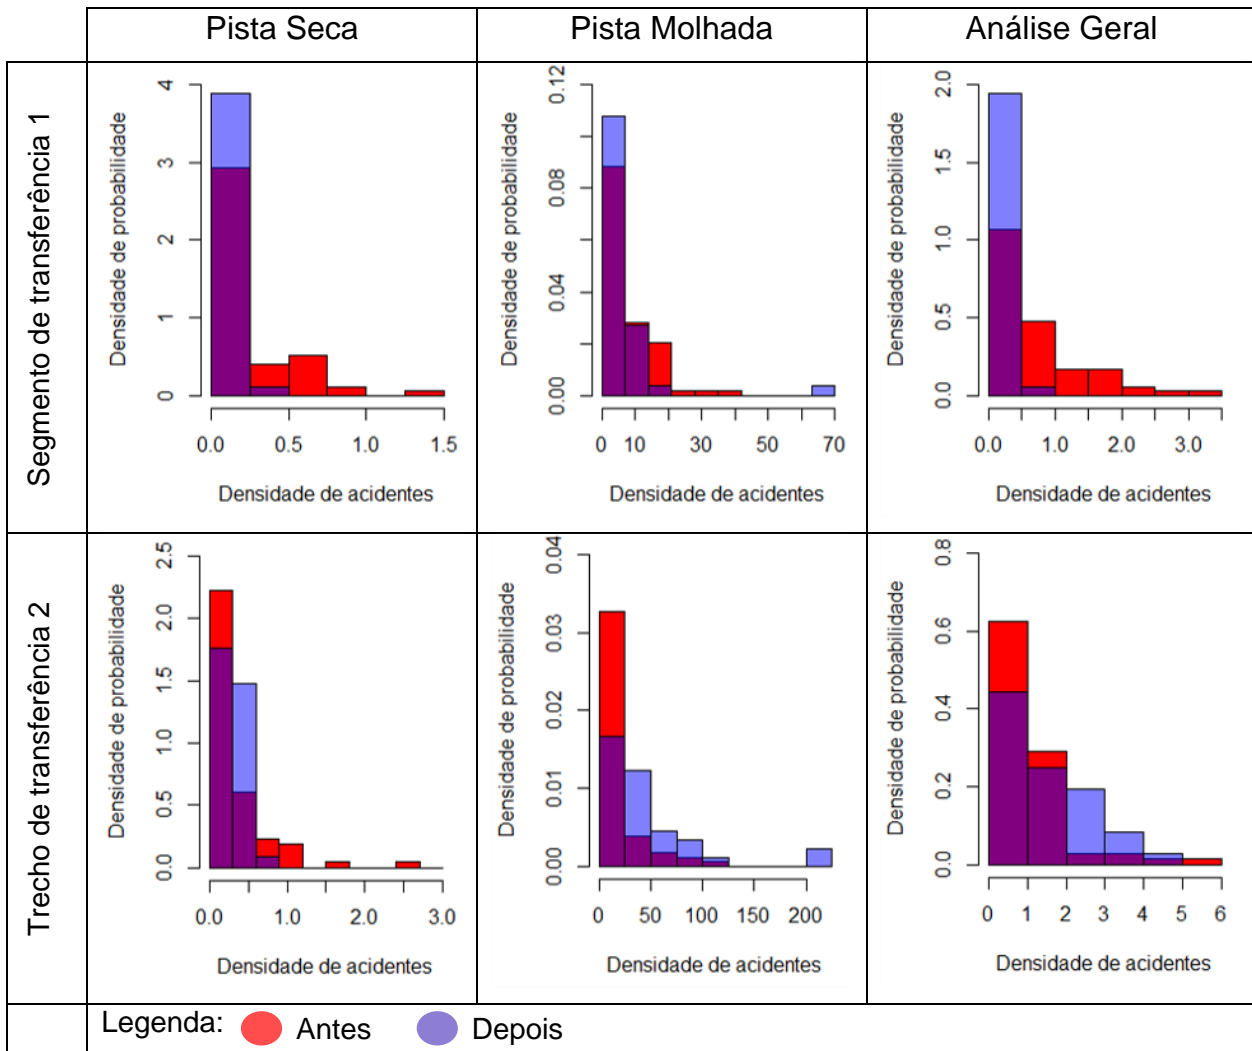 Pista Seca
Pista Molhada
Análise Geral
Segmento de transferência 1
Densidade de probabilidade
4
3
2
1
0
0.0 0.5 1.0 1.5
Densidade de acidentes
Densidade de probabilidade
0.12
0.08
0.04
0.00
0 10 30 50 70
Densidade de acidentes
Densidade de probabilidade
2.0
1.5
1.0
0.5
0.0
0.0 1.0 2.0 3.0
Densidade de acidentes
Trecho de transferência 2
Densidade de probabilidade
2.5
2.0
1.5
1.0
0.5
0.0
0.0 1.0 2.0 3.0
Densidade de acidentes
Densidade de probabilidade
0.04
0.03
0.02
0.01
0.00
0 50 100 150 200
Densidade de acidentes
Densidade de probabilidade
0.8
0.6
0.4
0.2
0.0
0 1 2 3 4 5 6
Densidade de acidentes
Legenda: Antes Depois